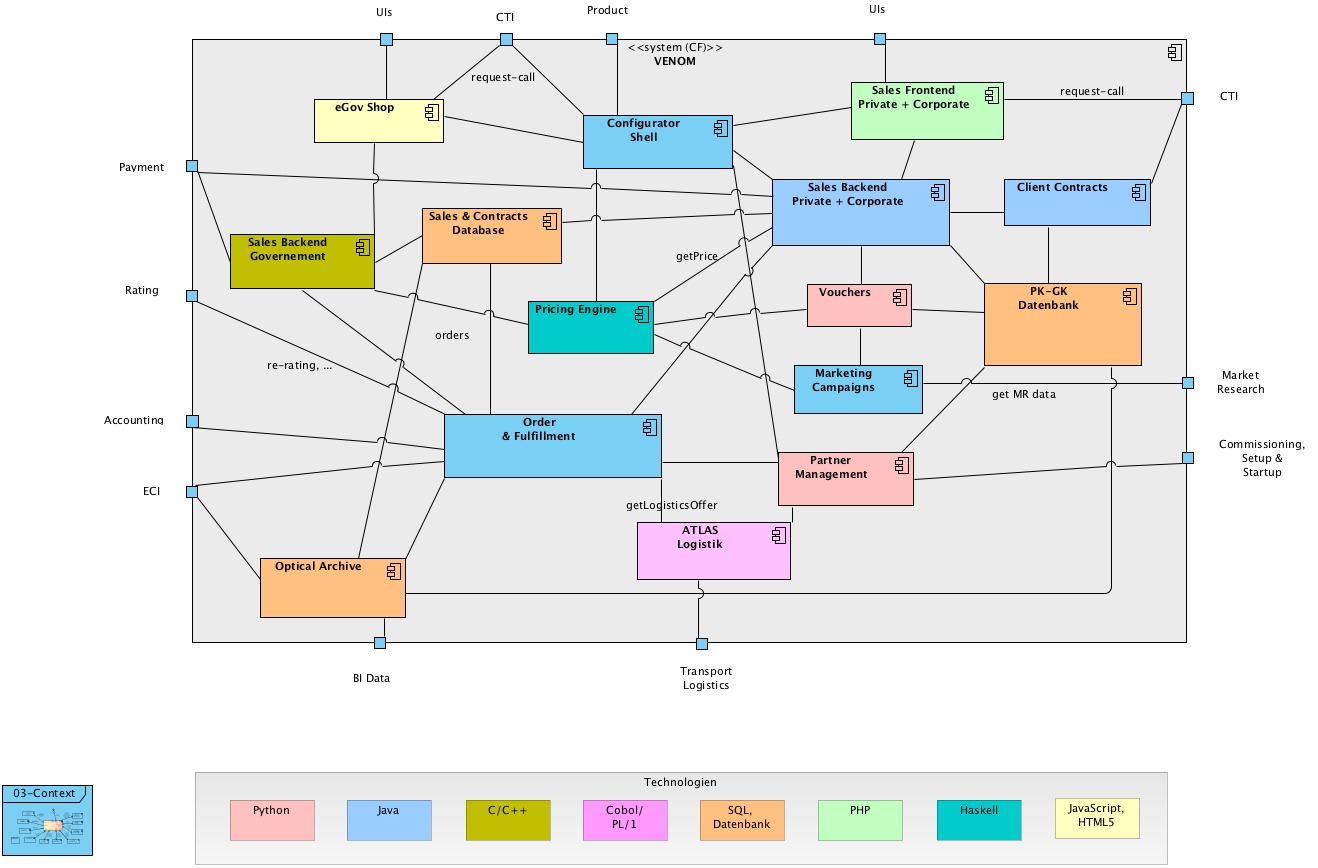 UIs
CTI
Product
UIs
<<system (CF)>>
VENOM
request-call
eGov Shop
Configurator
Shell
Sales Frontend
Private + Corporate
request-call
CTI
Payment
Sales Backend
Private + Corporate
Client Contracts
Sales & Contracts
Database
Sales Backend
Governement
getPrice
Rating
Pricing Engine
Vouchers
PK-GK
Datenbank
orders
re-rating, ...
Marketing
Campaigns
get MR data
Market
Research
Accounting
Order
& Fulfillment
Partner
Management
Commissioning,
Setup &
Startup
ECI
getLogisticsOffer
ATLAS
Logistik
Optical Archive
BI Data
Transport
Logistics
Technologien
03-Context
Python
Java
C/C++
Cobol/
PL/1
SQL,
Datenbank
PHP
Haskell
JavaScript,
HTML5